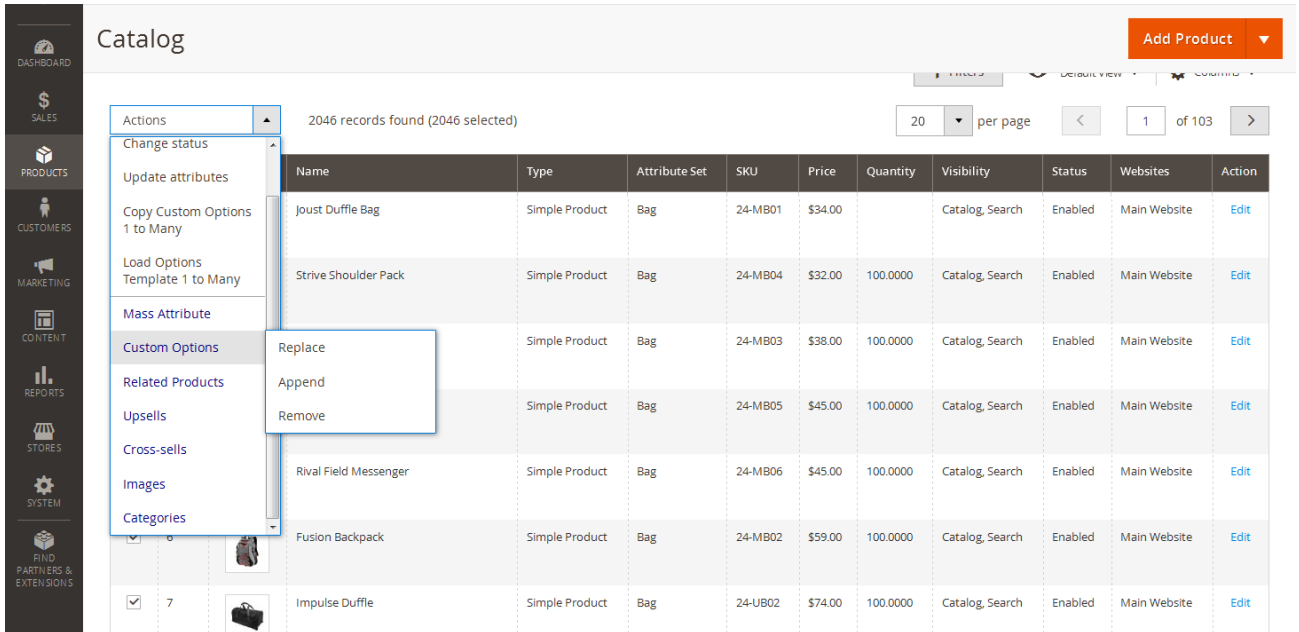 Catalog
Add Product
DASHBOARD
SALES
PRODUCTS
CUSTOMERS
MARKETING
CONTENT
REPORTS
STORES
SYSTEM
FIND
PARTNERS &
EXTENSIONS
Filters
Default View
Columns
Actions
2046 records found (2046 selected)
20
per page
1
of 103
Change status
Update attributes
Copy Custom Options
1 to Many
Load Options
Template 1 to Many
Mass Attribute
Custom Options
Related Products
Upsells
Cross-sells
Images
Categories
Replace
Append
Remove
Name Type Attribute Set SKU Price Quantity Visibility Status Websites Action
Joust Duffle Bag Simple Product Bag 24-MB01 $34.00 Catalog, Search Enabled Main Website Edit
Strive Shoulder Pack Simple Product Bag 24-MB04 $32.00 100.0000 Catalog, Search Enabled Main Website Edit
Simple Product Bag 24-MB03 $38.00 100.0000 Catalog, Search Enabled Main Website Edit
Simple Product Bag 24-MB05 $45.00 100.0000 Catalog, Search Enabled Main Website Edit
Rival Field Messenger Simple Product Bag 24-MB06 $45.00 100.0000 Catalog, Search Enabled Main Website Edit
6 Fusion Backpack Simple Product Bag 24-MB02 $59.00 100.0000 Catalog, Search Enabled Main Website Edit
7 Impulse Duffle Simple Product Bag 24-UB02 $74.00 100.0000 Catalog, Search Enabled Main Website Edit